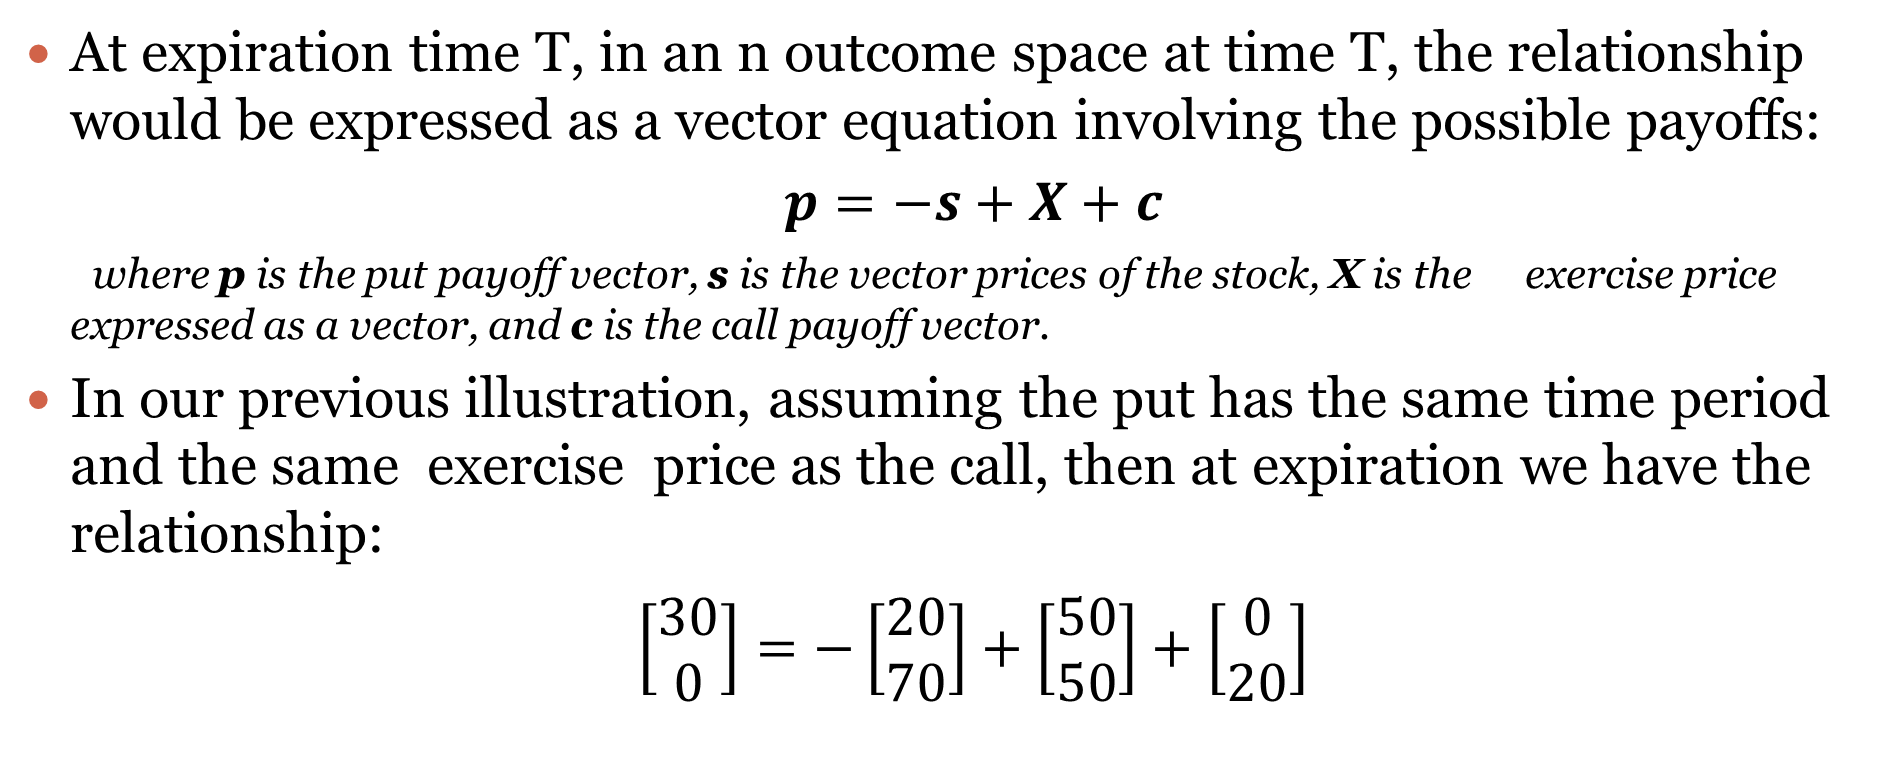 • At expiration time T, in an n outcome space at time T, the relationship
would be expressed as a vector equation involving the possible payoffs:
p = −s + X + c
where p is the put payoff vector, s is the vector prices of the stock, X is the exercise price
expressed as a vector, and c is the call payoff vector.
• In our previous illustration, assuming the put has the same time period
and the same exercise price as the call, then at expiration we have the
relationship:
[30 0] = − [20 70] + [50 50] + [0 20]